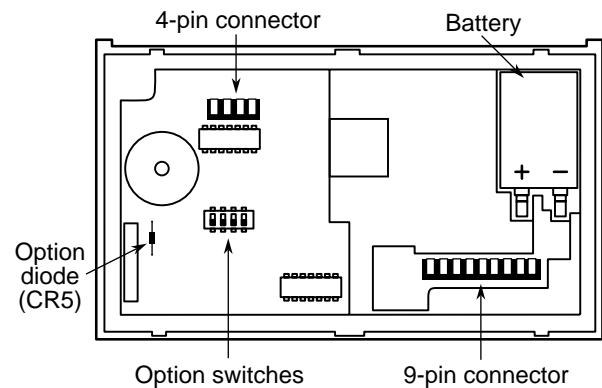 4-pin connector
Battery
+ −
Option
diode
(CR5)
Option switches
9-pin connector